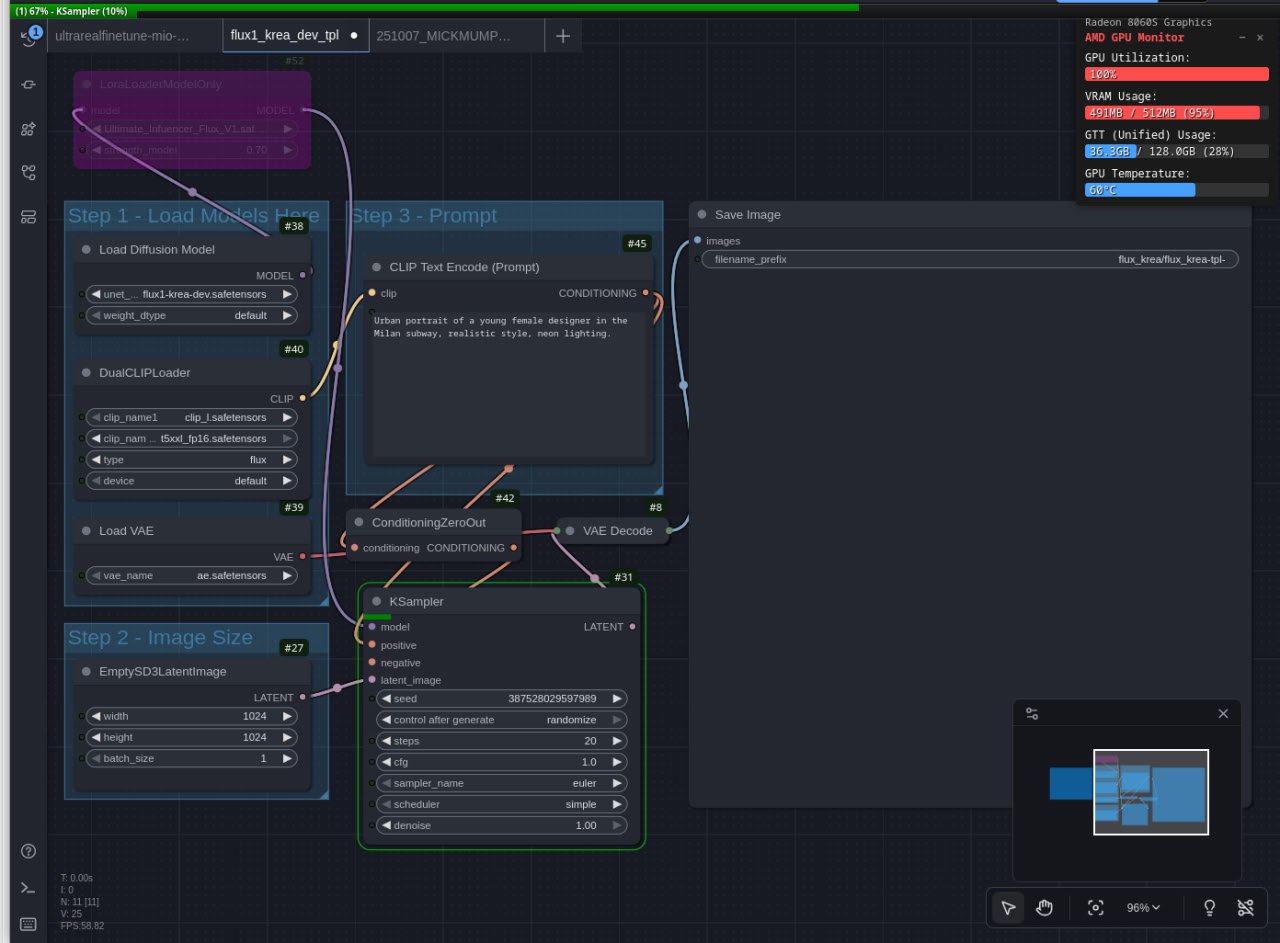 (1) 67% - KSampler (10%)
1
ultrarealfinetune-mio-...
flux1_krea_dev_tpl
251007_MICKMUMP...
Radeon 8060S Graphics
AMD GPU Monitor
GPU Utilization:
100%
VRAM Usage:
491MB / 512MB (95%)
GTT (Unified) Usage:
36.3GB / 128.0GB (28%)
GPU Temperature:
60°C
#52
LoraLoaderModelOnly
model MODEL
Ultimate_Infuencer_Flux_V1.saf
strength_model 0.70
Step 1 - Load Models Here
#38
Load Diffusion Model
MODEL
unet_... flux1-krea-dev.safetensors
weight_dtype default
#40
DualCLIPLoader
CLIP
clip_name1 clip_l.safetensors
clip_nam ... t5xxl_fp16.safetensors
type flux
device default
#39
Load VAE
VAE
vae_name ae.safetensors
Step 2 - Image Size
#27
EmptySD3LatentImage
LATENT
width 1024
height 1024
batch_size 1
Step 3 - Prompt
#45
CLIP Text Encode (Prompt)
clip CONDITIONING
Urban portrait of a young female designer in the
Milan subway, realistic style, neon lighting.
#42
ConditioningZeroOut
conditioning CONDITIONING
#8
VAE Decode
#31
KSampler
model LATENT
positive
negative
latent_image
seed 387528029597989
control after generate randomize
steps 20
cfg 1.0
sampler_name euler
scheduler simple
denoise 1.00
Save Image
images
filename_prefix flux_krea/flux_krea-tpl-
T: 0.00s
I: 0
N: 11 [11]
V: 25
FPS:58.82
96%